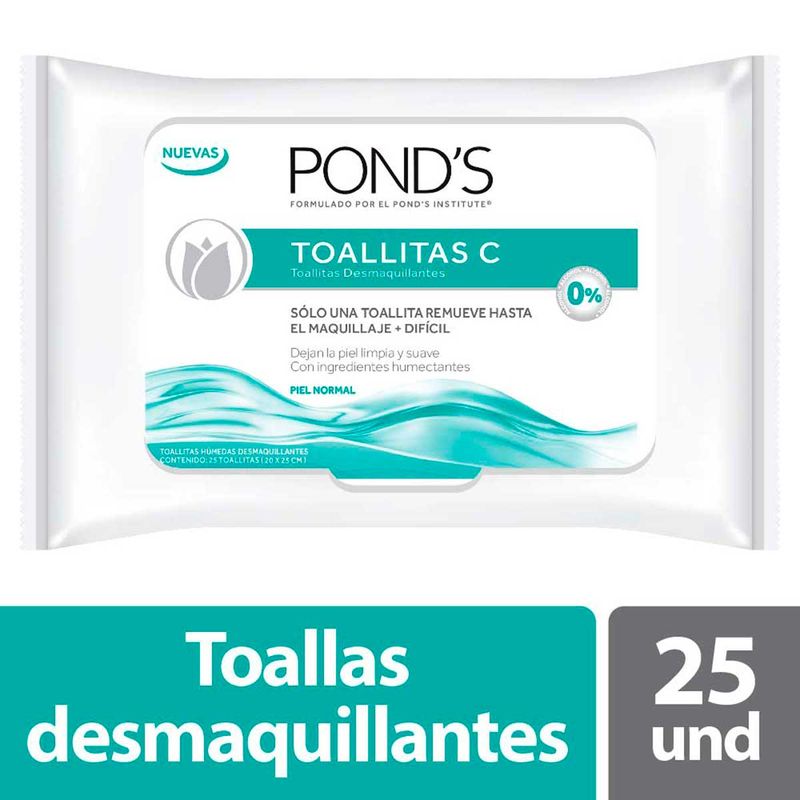 NUEVAS
POND'S
FORMULADO POR EL POND'S INSTITUTE®
TOALLITAS C
Toallitas Desmaquillantes
ALCOHOL
0%
SÓLO UNA TOALLITA REMUEVE HASTA
EL MAQUILLAJE + DIFÍCIL
Dejan la piel limpia y suave
Con ingredientes humectantes
PIEL NORMAL
TOALLITAS HÚMEDAS DESMAQUILLANTES
CONTENIDO: 25 TOALLITAS (20 X 25 CM)
Toallas
desmaquillantes
25
und